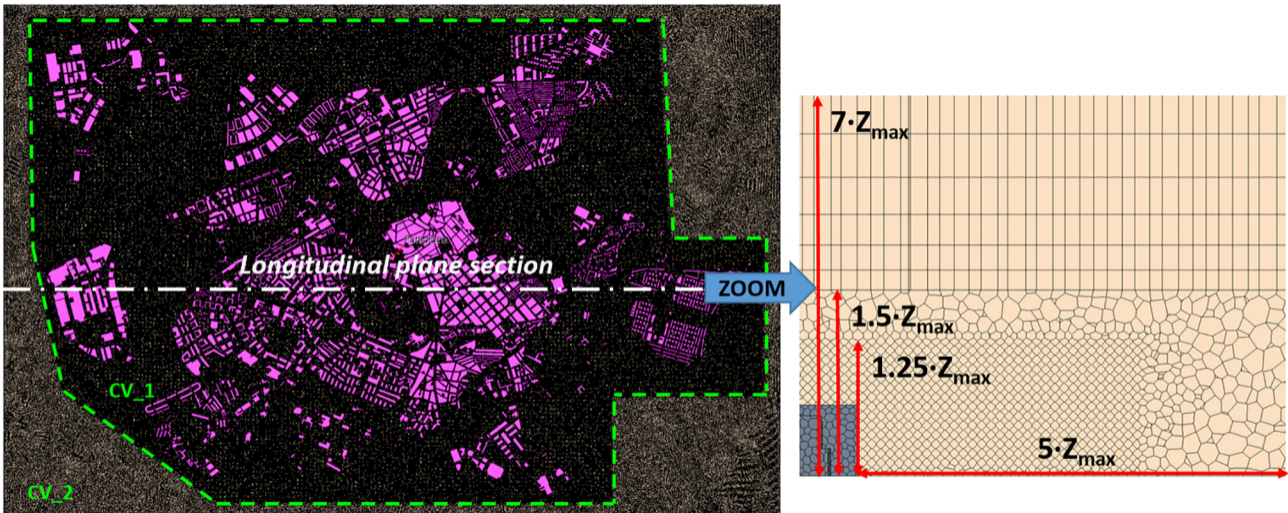 Longitudinal plane section
CV_1
CV_2
ZOOM
7·Zmax
1.5·Zmax
1.25·Zmax
5·Zmax